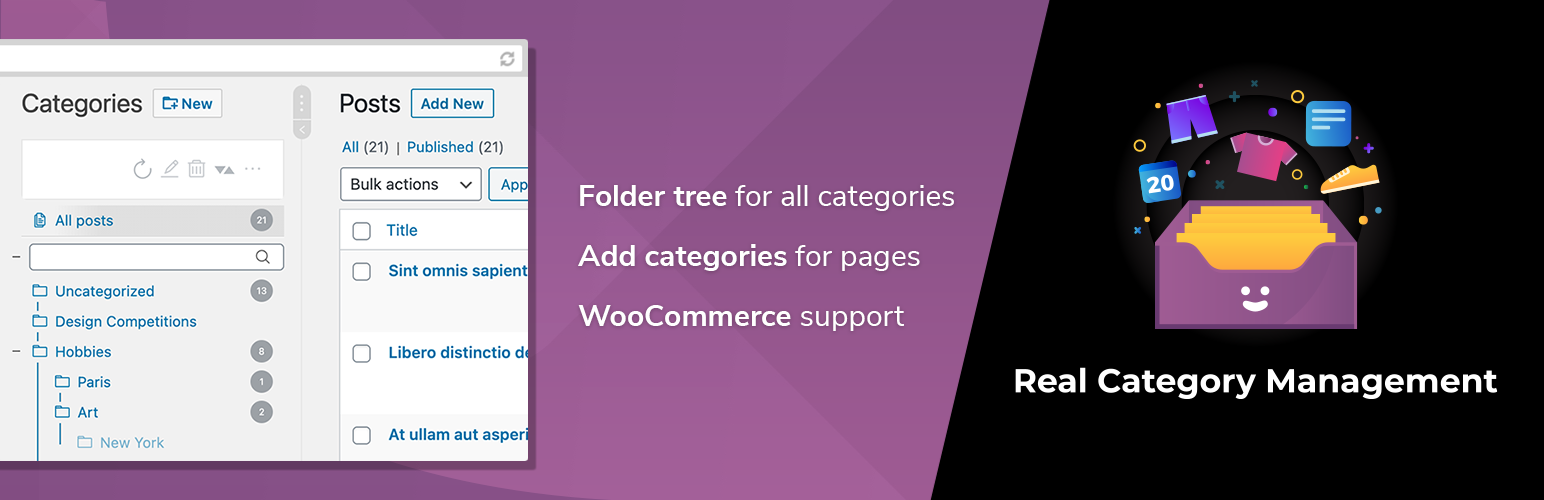 Categories
New
All posts 21
Uncategorized 13
Design Competitions
Hobbies 8
Paris 1
Art 2
New York
Posts
Add New
All (21) | Published (21)
Bulk actions
App
Title
Sint omnis sapient
Libero distinctio de
At ullam aut asperi
Folder tree for all categories
Add categories for pages
WooCommerce support
20
Real Category Management